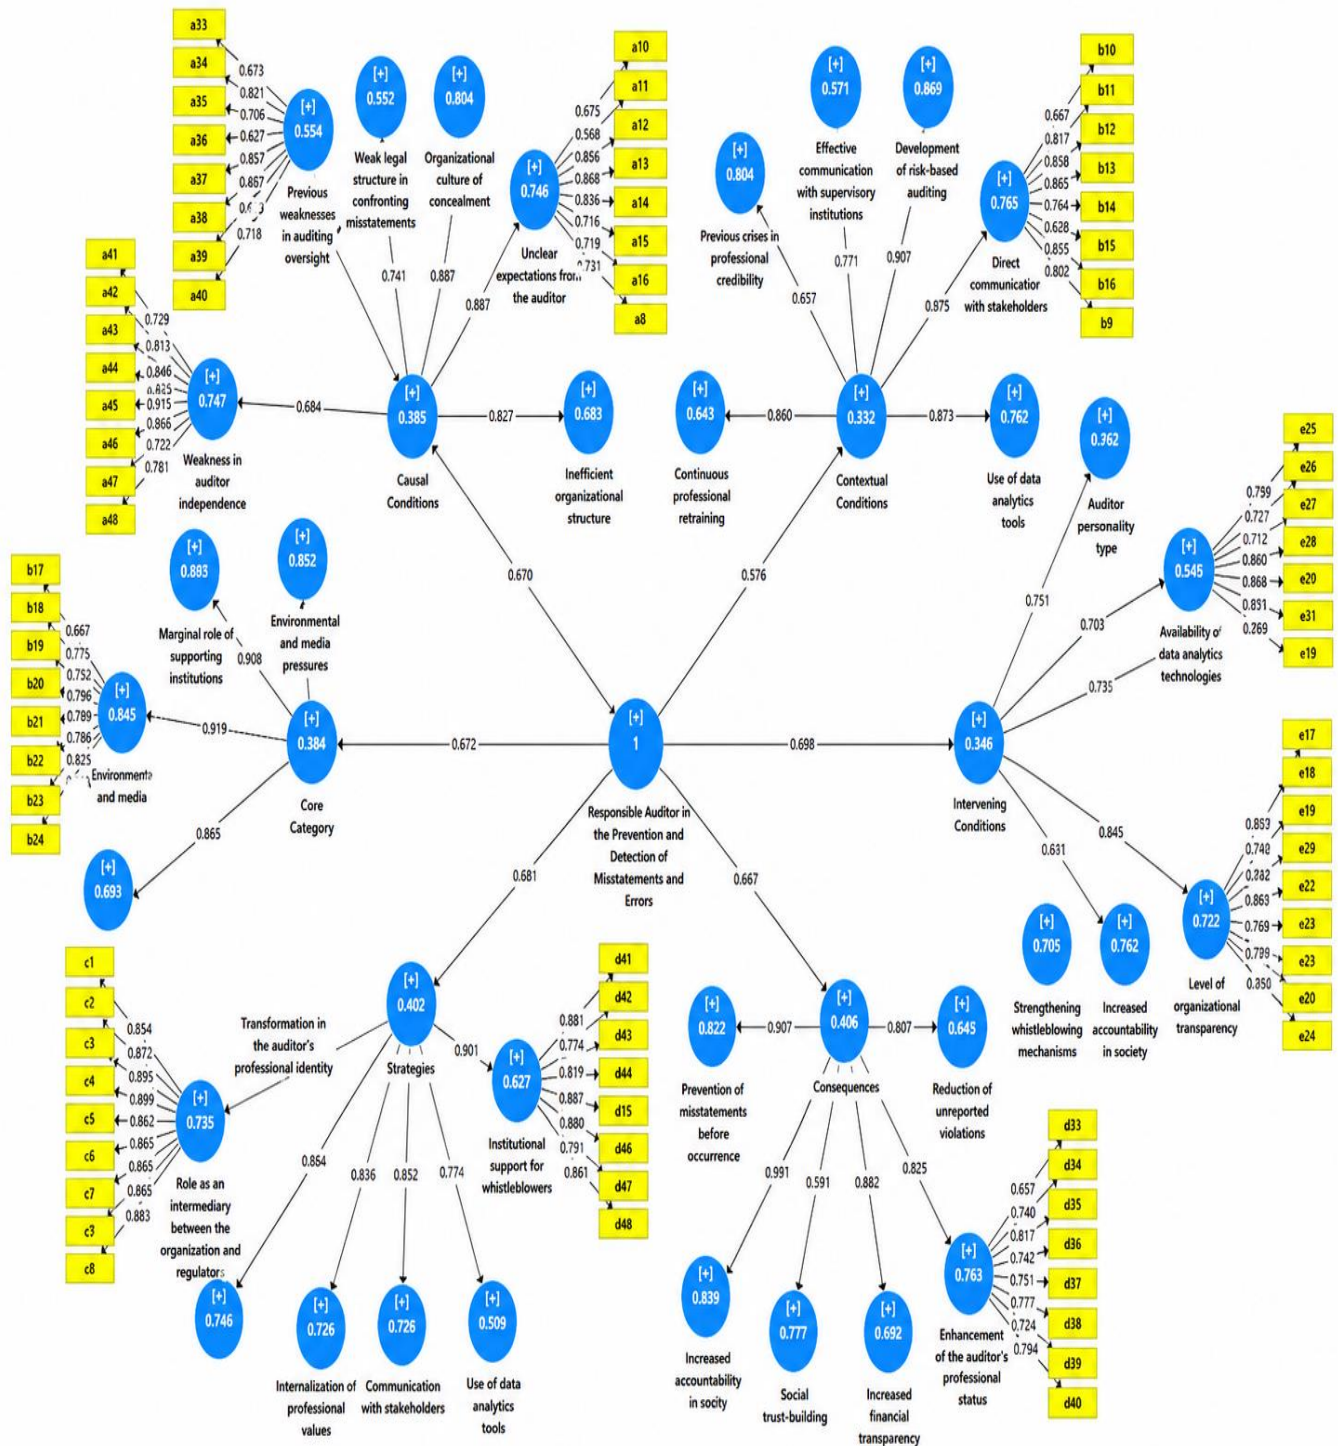 a33
a34
a35
a36
a37
a38
a39
a40
0.673
0.821
0.706
0.627
0.857
0.867
0.718
[+]
0.554
Previous
weaknesses
in auditing
oversight
[+]
0.552
Weak legal
structure in
confronting
misstatements
[+]
0.804
Organizational
culture of
concealment
0.741
0.887
0.887
[+]
0.746
Unclear
expectations from
the auditor
0.675
0.568
0.856
0.868
0.836
0.716
0.719
0.731
a10
a11
a12
a13
a14
a15
a16
a8
[+]
0.804
Previous crises in
professional
credibility
[+]
0.571
Effective
communication
with supervisory
institutions
[+]
0.869
Development
of risk-based
auditing
0.657
0.771
0.907
0.975
[+]
0.765
Direct
communication
with stakeholders
0.667
0.817
0.858
0.865
0.764
0.628
0.855
0.802
b10
b11
b12
b13
b14
b15
b16
b9
a41
a42
a43
a44
a45
a46
a47
a48
0.729
0.813
0.846
0.915
0.866
0.722
0.781
[+]
0.747
Weakness in
auditor
independence
0.684
[+]
0.385
Causal
Conditions
0.827
[+]
0.683
Inefficient
organizational
structure
[+]
0.643
Continuous
professional
retraining
0.860
[+]
0.332
Contextual
Conditions
0.873
[+]
0.762
Use of data
analytics
tools
[+]
0.362
Auditor
personality
type
0.670
0.576
0.751
0.703
0.735
[+]
0.545
Availability of
data analytics
technologies
0.759
0.727
0.712
0.860
0.868
0.831
0.269
e25
e26
e27
e28
e20
e31
e19
b17
b18
b19
b20
b21
b22
b23
b24
0.667
0.775
0.752
0.796
0.789
0.786
0.825
[+]
0.845
and media
[+]
0.883
Marginal role of
supporting
institutions
0.908
[+]
0.852
Environmental
and media
pressures
0.919
[+]
0.384
Core
Category
0.865
[+]
0.693
0.672
[+]
1
Responsible Auditor in
the Prevention and
Detection of
Misstatements and
Errors
0.698
[+]
0.346
Intervening
Conditions
0.845
0.631
[+]
0.705
Strengthening
whistleblowing
mechanisms
[+]
0.762
Increased
accountability
in society
[+]
0.722
Level of
organizational
transparency
0.853
0.748
0.863
0.769
0.350
e17
e18
e19
e29
e22
e23
e23
e20
e24
0.681
0.667
c1
c2
c3
c4
c5
c6
c7
c3
c8
0.854
0.872
0.895
0.899
0.862
0.865
0.865
0.865
0.883
[+]
0.735
Role as an
intermediary
between the
organization and
regulators
Transformation in
the auditor's
professional identity
[+]
0.402
Strategies
0.901
[+]
0.627
Institutional
support for
whistleblowers
0.881
0.774
0.819
0.887
0.880
0.791
0.861
d41
d42
d43
d44
d15
d46
d47
d48
0.854
0.836
0.852
0.774
[+]
0.746
[+]
0.726
Internalization of
professional
values
[+]
0.726
Communication
with stakeholders
[+]
0.509
Use of data
analytics
tools
[+]
0.822
Prevention of
misstatements
before
occurrence
0.907
[+]
0.406
Consequences
0.807
[+]
0.645
Reduction of
unreported
violations
0.991
0.591
0.882
0.825
[+]
0.839
Increased
accountability
in socity
[+]
0.777
Social
trust-building
[+]
0.692
Increased
financial
transparency
[+]
0.763
Enhancement
of the auditor's
professional
status
0.657
0.740
0.817
0.742
0.751
0.777
0.724
0.794
d33
d34
d35
d36
d37
d38
d39
d40